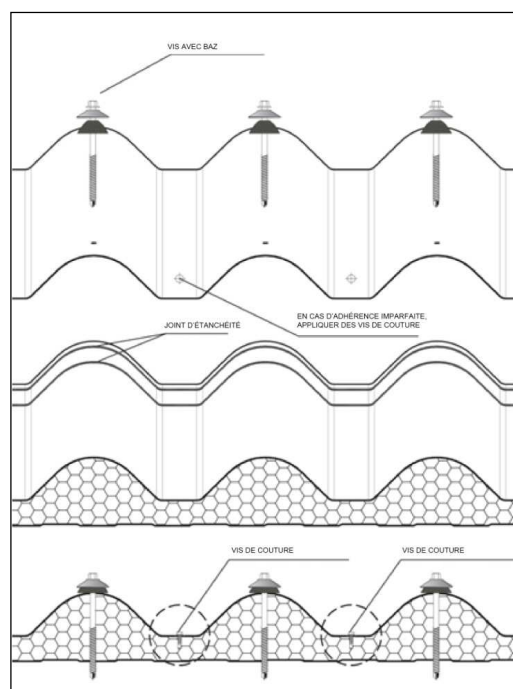 VIS AVEC BAZ
EN CAS D'ADHÉRENCE IMPARFAITE,
APPLIQUER DES VIS DE COUTURE
JOINT D'ÉTANCHÉITÉ
VIS DE COUTURE
VIS DE COUTURE